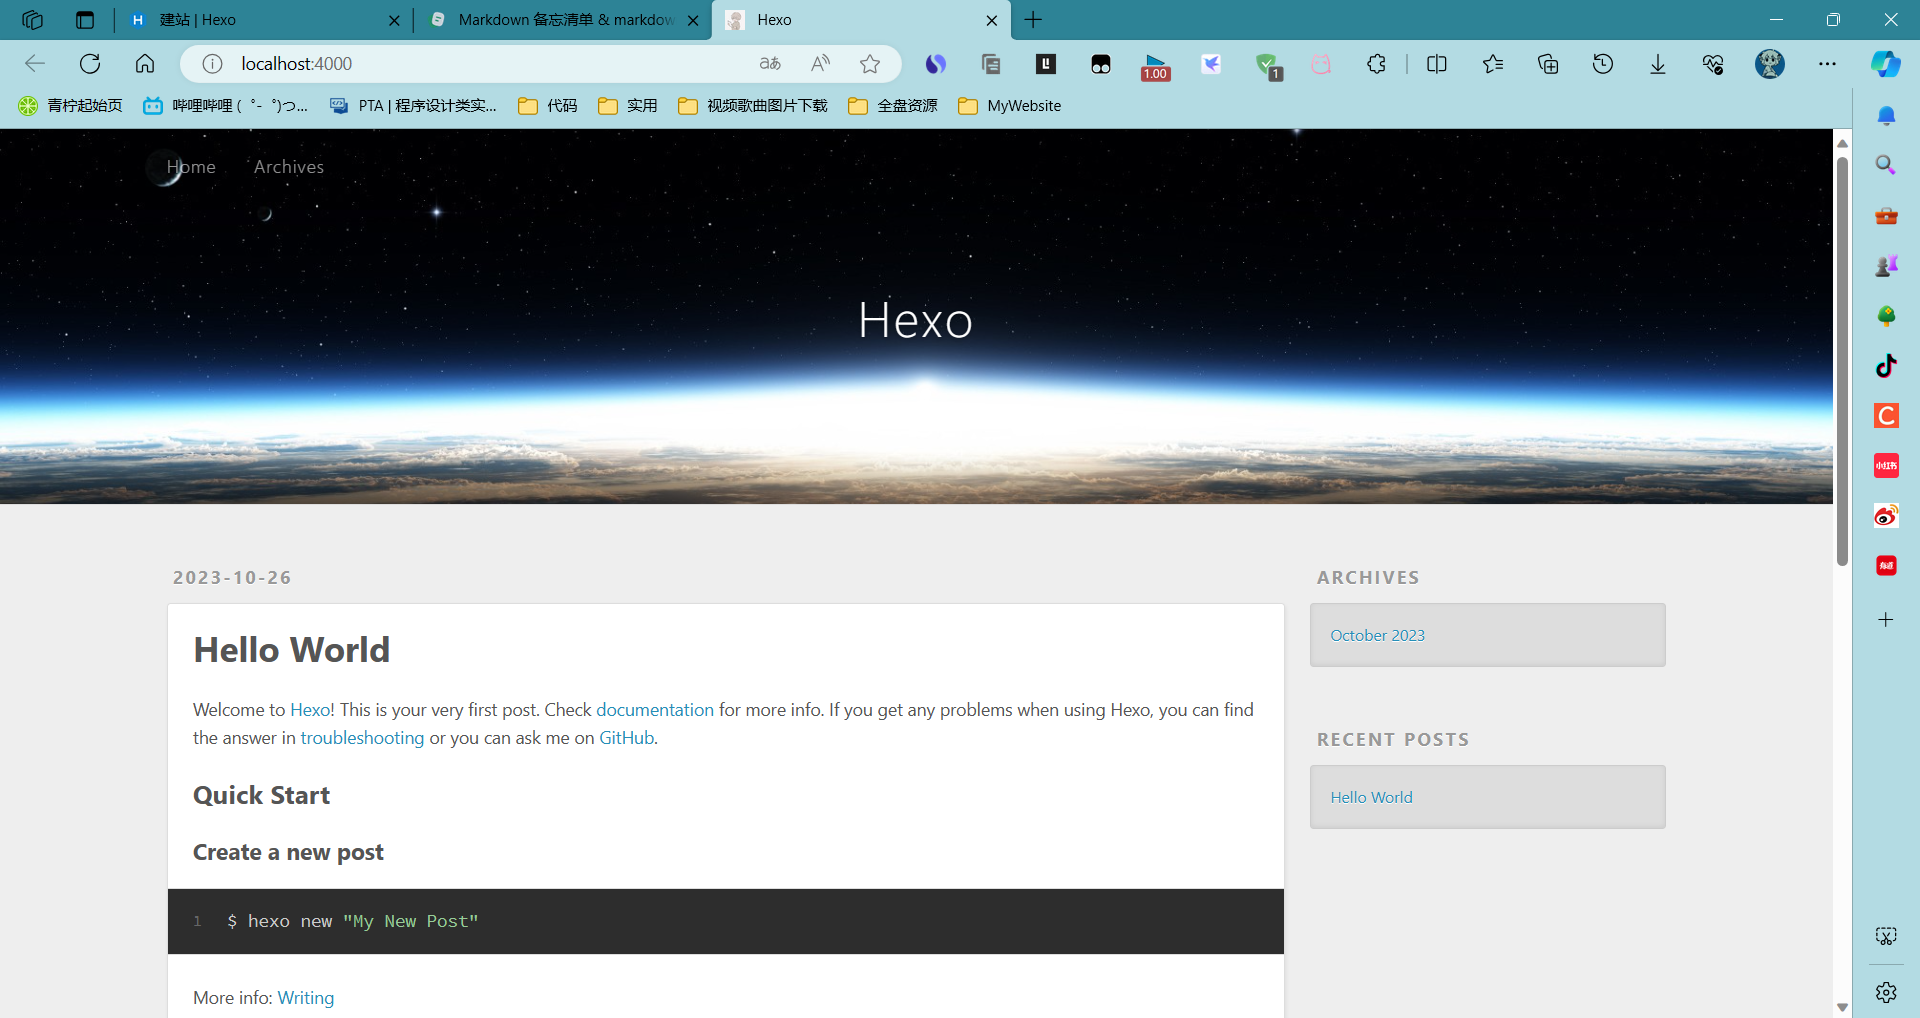 建站 | Hexo
Markdown 备忘清单 & markdow
Hexo
localhost:4000
aあ
A
1.00
1
青柠起始页
哔哩哔哩 ( ゜- ゜)つ...
PTA | 程序设计类实...
代码
实用
视频歌曲图片下载
全盘资源
MyWebsite
Home
Archives
Hexo
小红书
2023-10-26
Hello World
Welcome to Hexo! This is your very first post. Check documentation for more info. If you get any problems when using Hexo, you can find
the answer in troubleshooting or you can ask me on GitHub.
Quick Start
Create a new post
1 $ hexo new "My New Post"
More info: Writing
ARCHIVES
October 2023
RECENT POSTS
Hello World